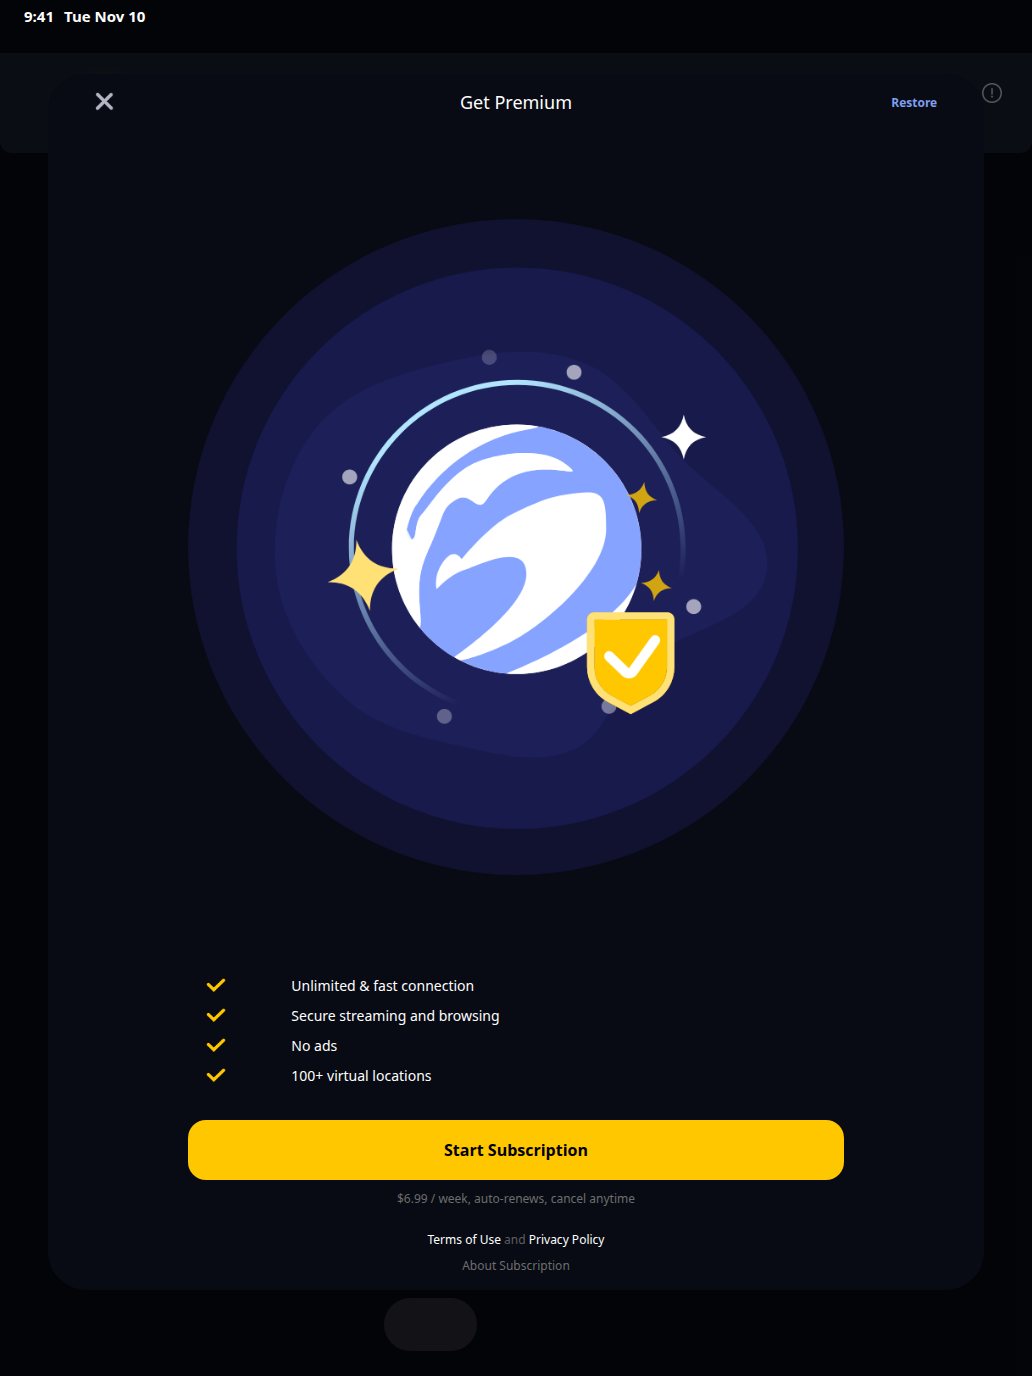 9:41 Tue Nov 10
Get Premium
Restore
Unlimited & fast connection
Secure streaming and browsing
No ads
100+ virtual locations
Start Subscription
$6.99 / week, auto-renews, cancel anytime
Terms of Use and Privacy Policy
About Subscription